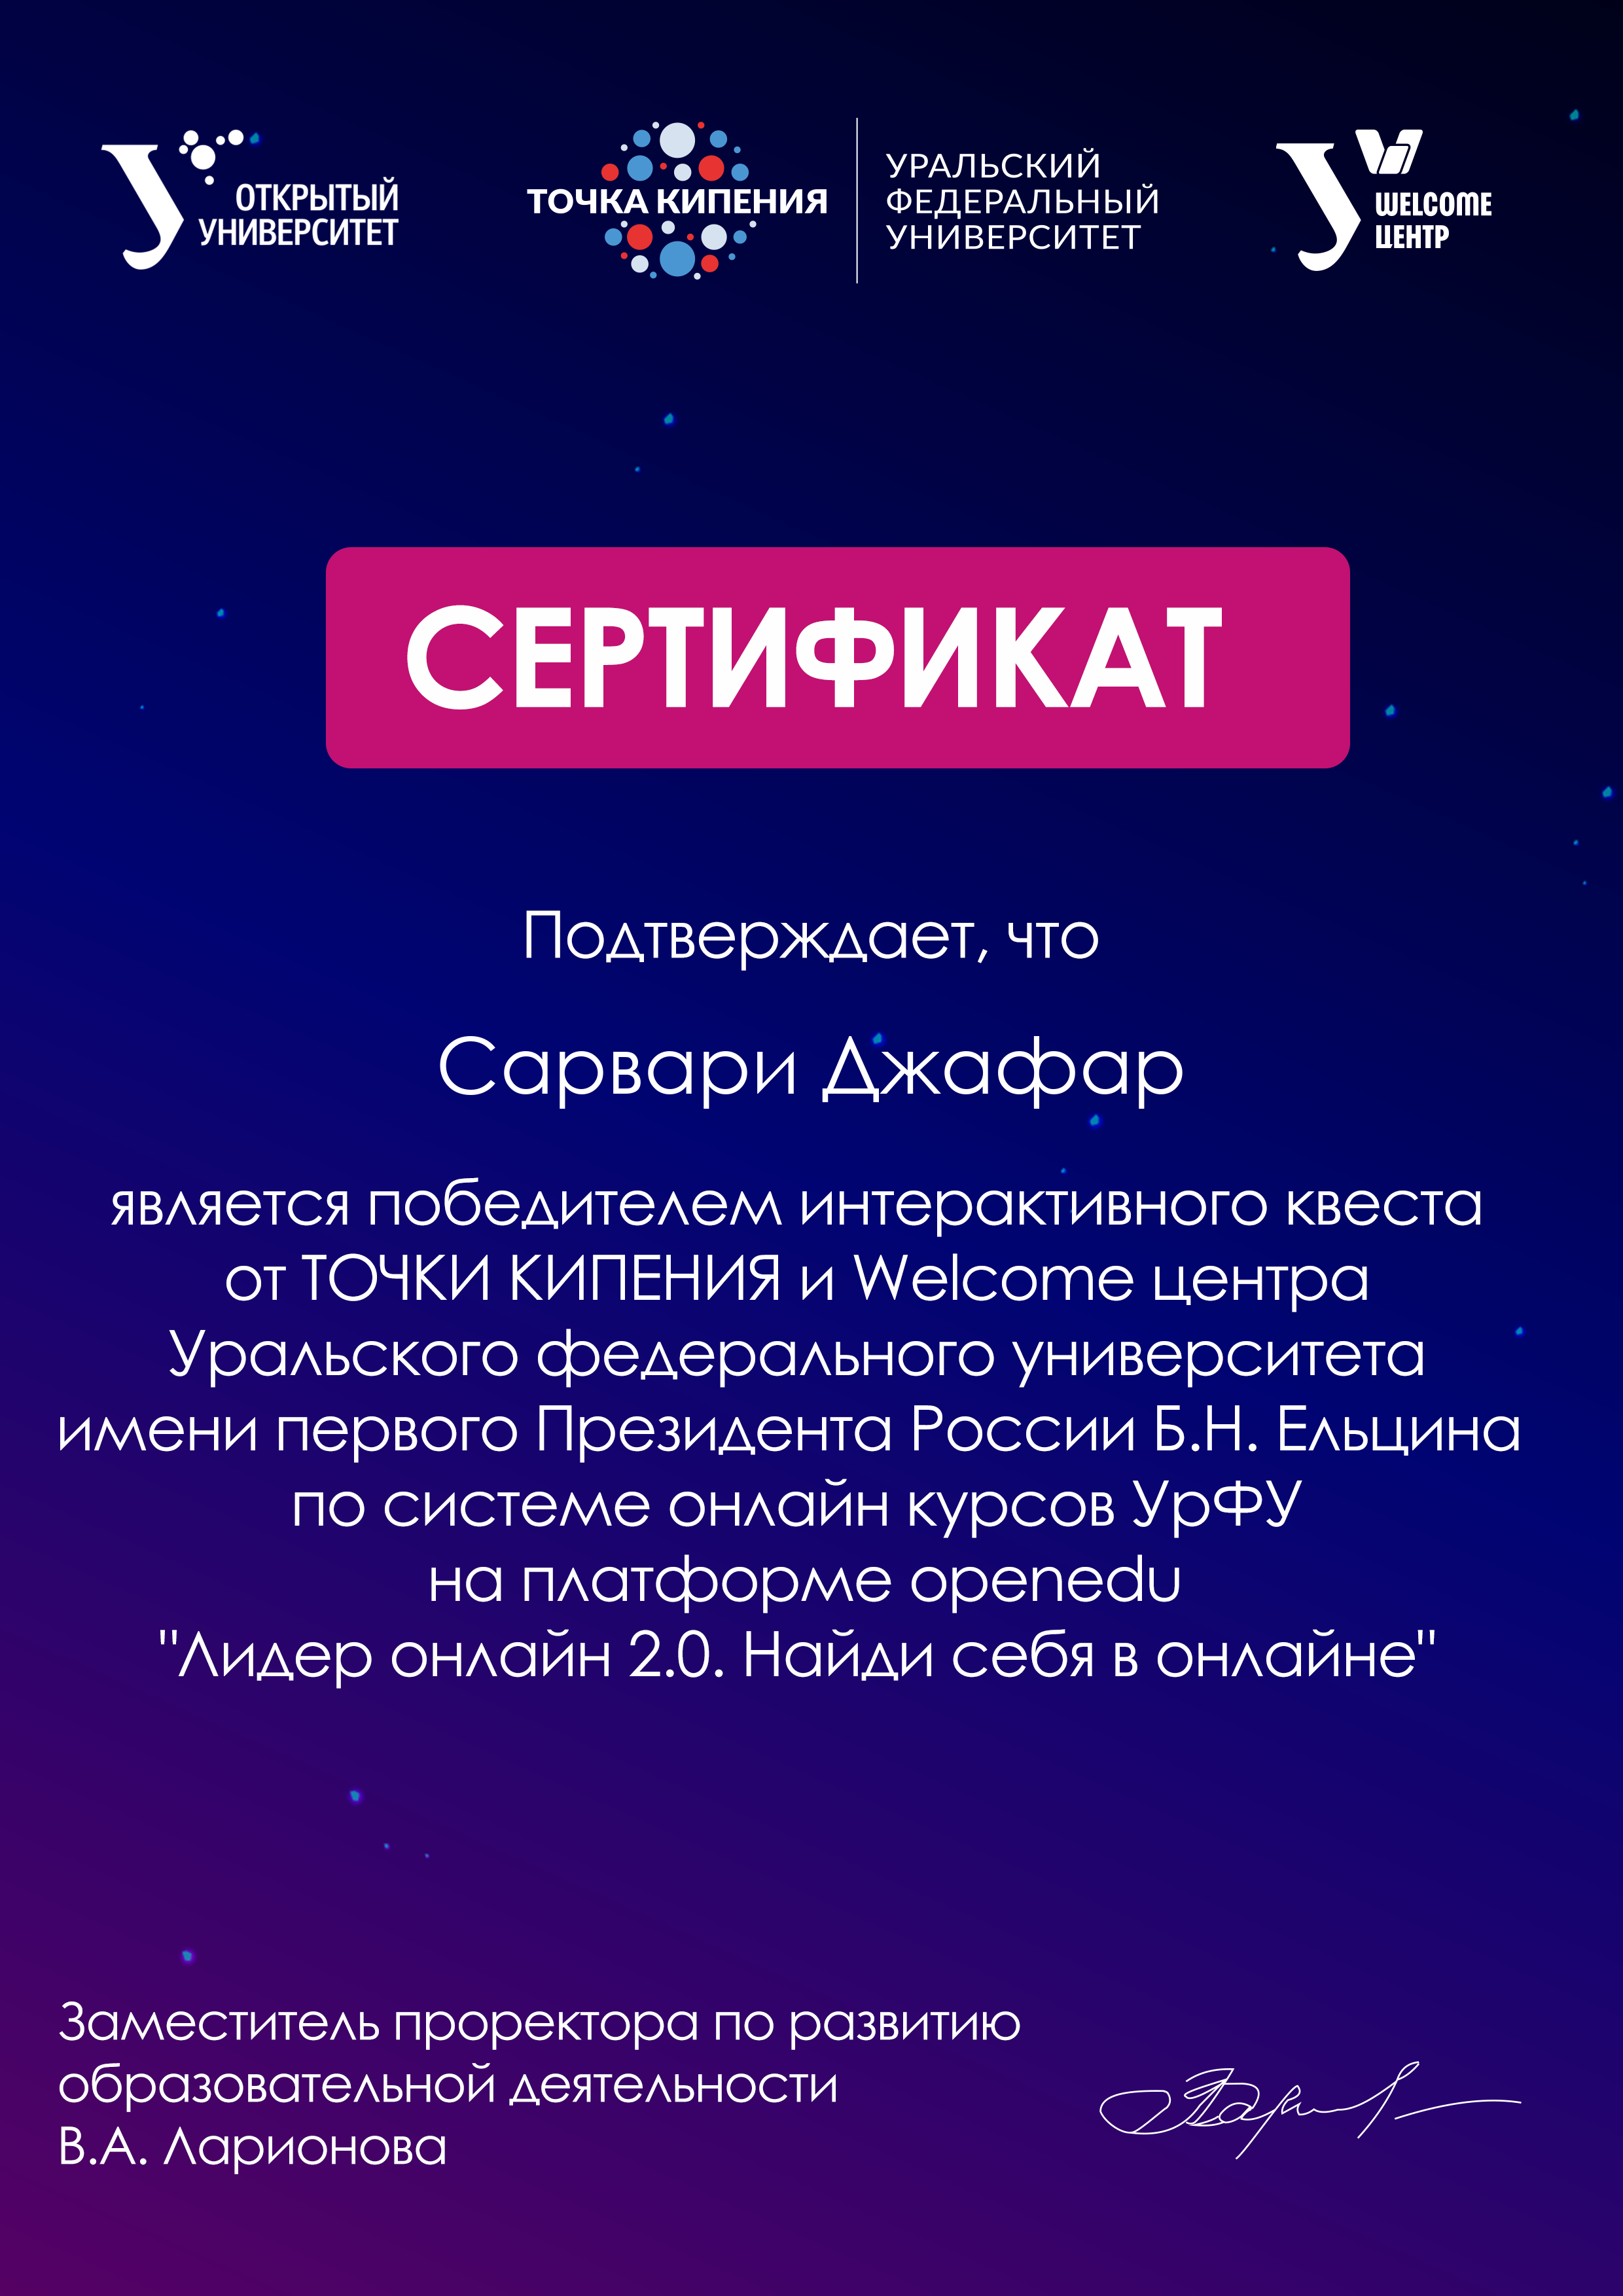 ОТКРЫТЫЙ
УНИВЕРСИТЕТ
ТОЧКА КИПЕНИЯ
УРАЛЬСКИЙ
ФЕДЕРАЛЬНЫЙ
УНИВЕРСИТЕТ
WELCOME
ЦЕНТР
СЕРТИФИКАТ
Подтверждает, что
Сарвари Джафар
является победителем интерактивного квеста
от ТОЧКИ КИПЕНИЯ и Welcome центра
Уральского федерального университета
имени первого Президента России Б.Н. Ельцина
по системе онлайн курсов УрФУ
на платформе openedu
"Лидер онлайн 2.0. Найди себя в онлайне"
Заместитель проректора по развитию
образовательной деятельности
В.А. Ларионова